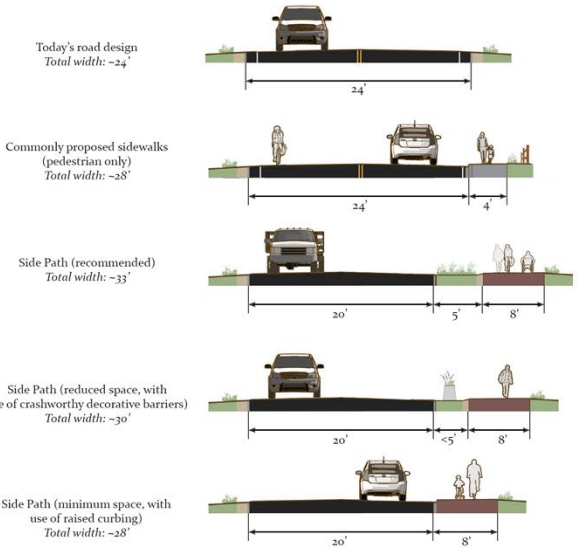 Today's road design
Total width: ~24'
24'
Commonly proposed sidewalks
(pedestrian only)
Total width: ~28'
24'
4'
Side Path (recommended)
Total width: ~33'
20'
5'
8'
Side Path (reduced space, with
e of crashworthy decorative barriers)
Total width: ~30'
20'
<5'
8'
Side Path (minimum space, with
use of raised curbing)
Total width: ~28'
20'
8'